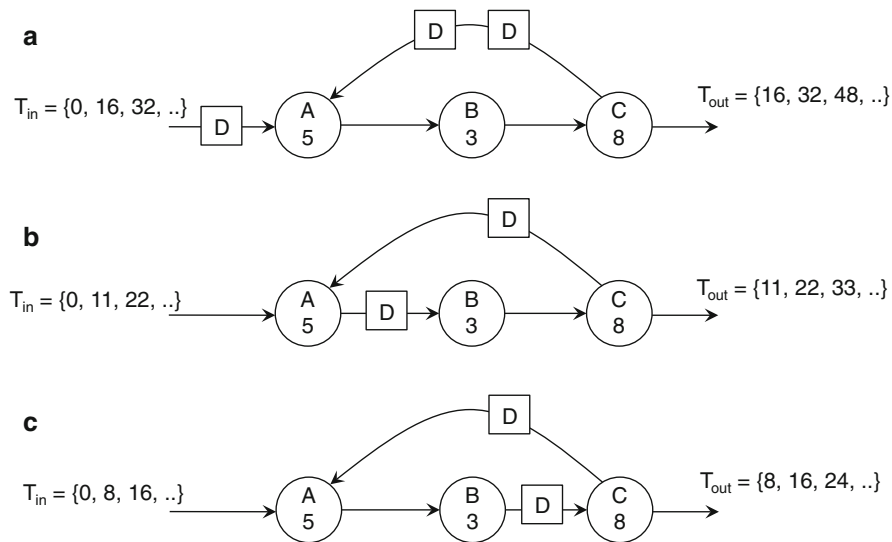 a
D D
T_in = {0, 16, 32, ..}
D
A
5
B
3
C
8
T_out = {16, 32, 48, ..}
b
D
T_in = {0, 11, 22, ..}
A
5
D
B
3
C
8
T_out = {11, 22, 33, ..}
c
D
T_in = {0, 8, 16, ..}
A
5
B
3
D
C
8
T_out = {8, 16, 24, ..}